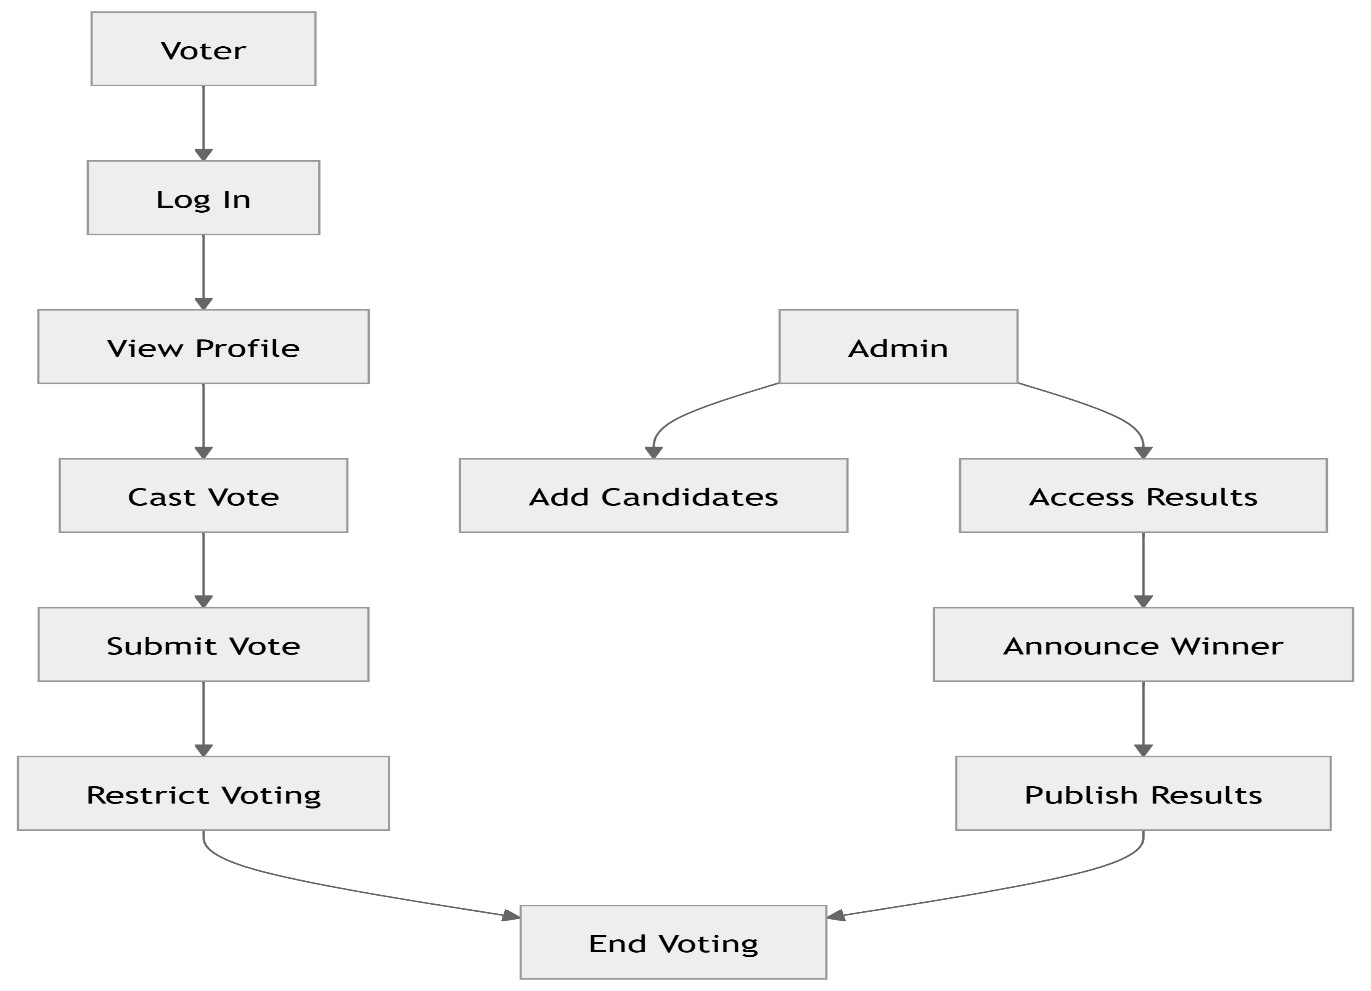 Voter
Log In
View Profile
Admin
Cast Vote
Add Candidates
Access Results
Submit Vote
Announce Winner
Restrict Voting
Publish Results
End Voting